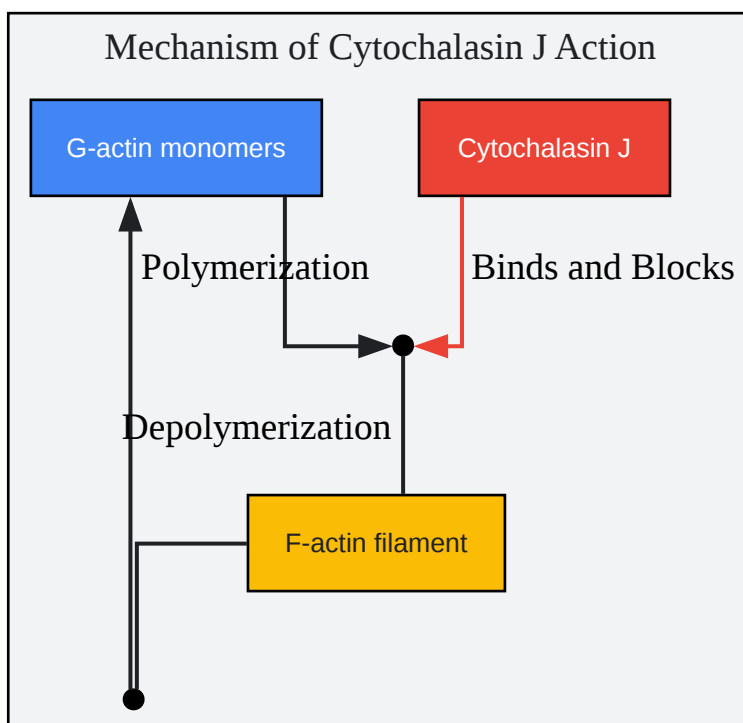 Mechanism of Cytochalasin J Action
G-actin monomers
Cytochalasin J
Polymerization
Binds and Blocks
Depolymerization
F-actin filament